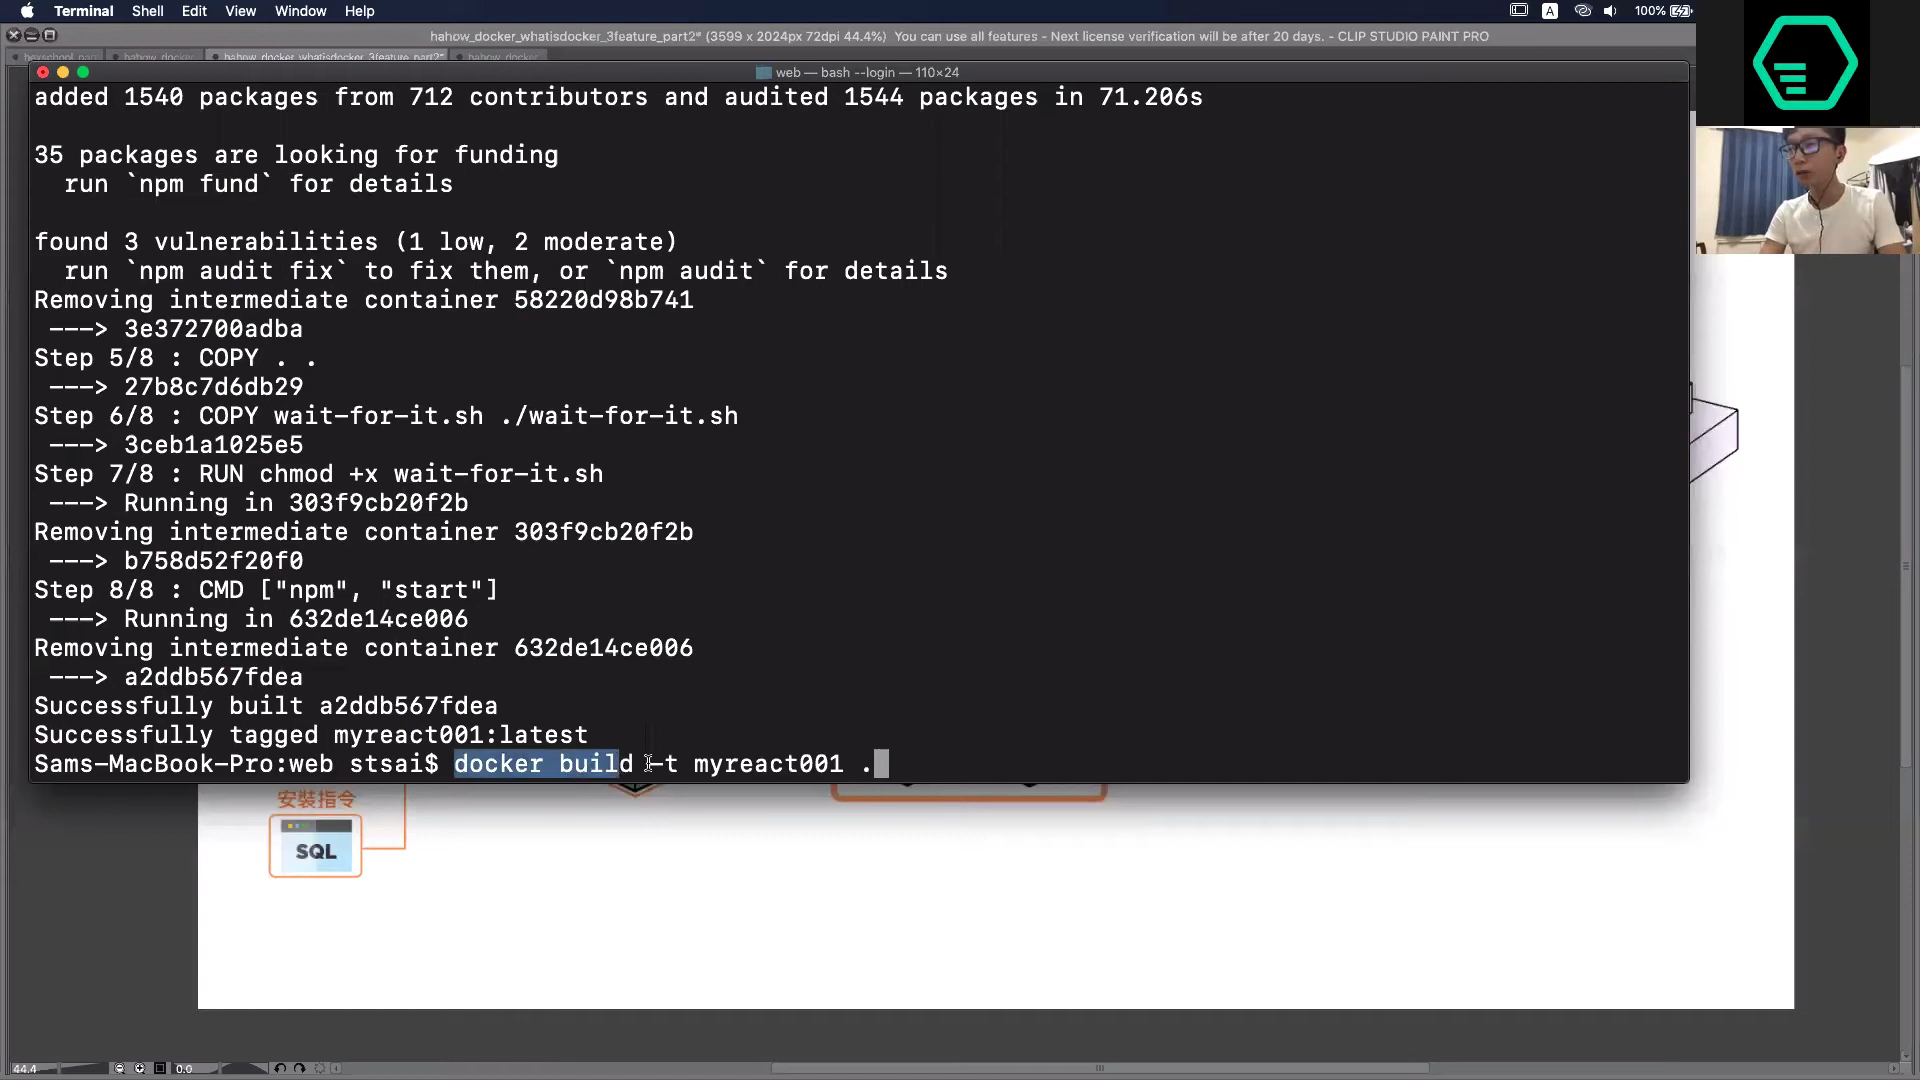 Terminal Shell Edit View Window Help
A 100%
hahow_docker_whatisdocker_3feature_part2* (3599 x 2024px 72dpi 44.4%) You can use all features - Next license verification will be after 20 days. - CLIP STUDIO PAINT PRO
hahow_docker_whatisdocker_3feature_part2*
web — bash --login — 110×24
added 1540 packages from 712 contributors and audited 1544 packages in 71.206s
35 packages are looking for funding
run `npm fund` for details
found 3 vulnerabilities (1 low, 2 moderate)
run `npm audit fix` to fix them, or `npm audit` for details
Removing intermediate container 58220d98b741
---> 3e372700adba
Step 5/8 : COPY . .
---> 27b8c7d6db29
Step 6/8 : COPY wait-for-it.sh ./wait-for-it.sh
---> 3ceb1a1025e5
Step 7/8 : RUN chmod +x wait-for-it.sh
---> Running in 303f9cb20f2b
Removing intermediate container 303f9cb20f2b
---> b758d52f20f0
Step 8/8 : CMD ["npm", "start"]
---> Running in 632de14ce006
Removing intermediate container 632de14ce006
---> a2ddb567fdea
Successfully built a2ddb567fdea
Successfully tagged myreact001:latest
Sams-MacBook-Pro:web stsai$ docker build -t myreact001 .
安裝指令
SQL
44.4 0.0